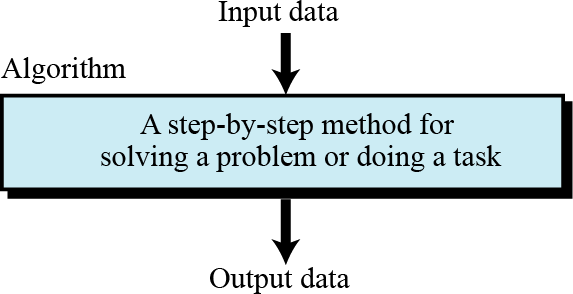 Input data
Algorithm
A step-by-step method for
solving a problem or doing a task
Output data